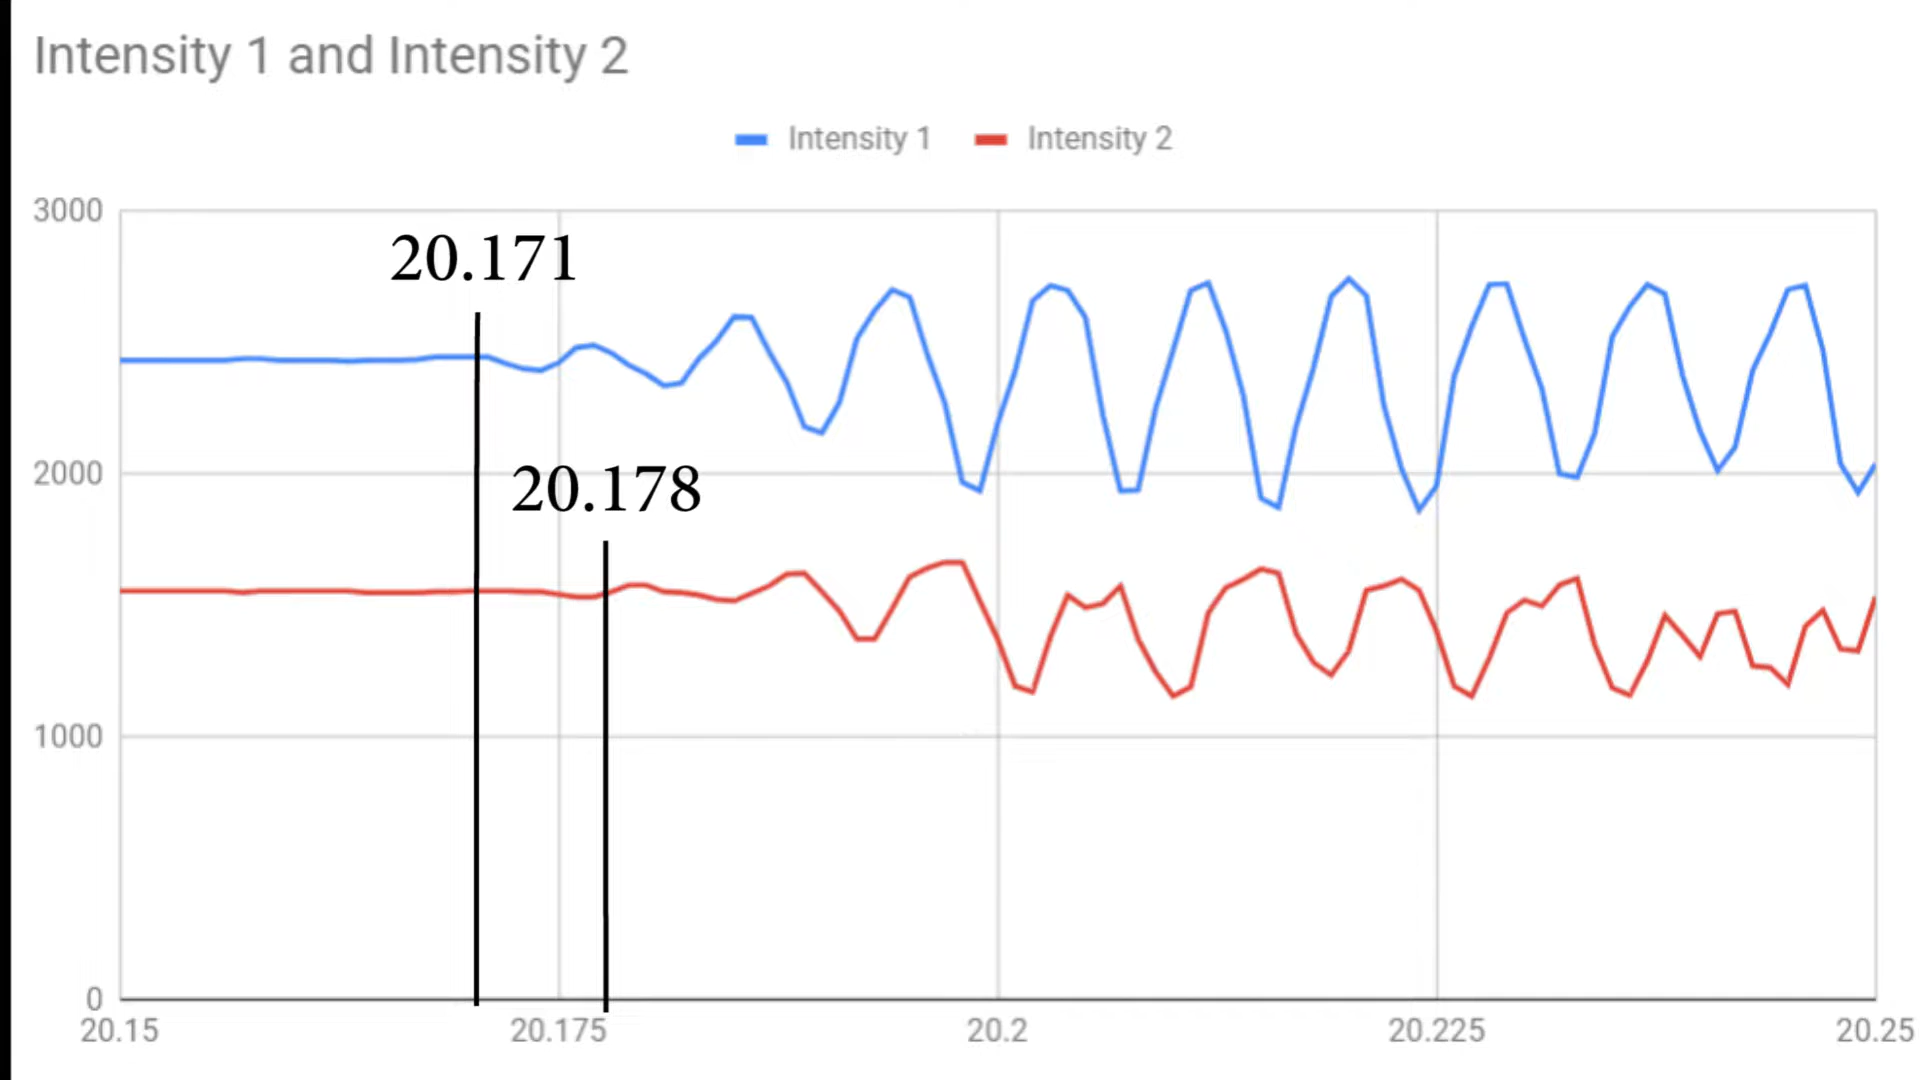 Intensity 1 and Intensity 2
Intensity 1 Intensity 2
3000
20.171
2000
20.178
1000
0
20.15 20.175 20.2 20.225 20.25